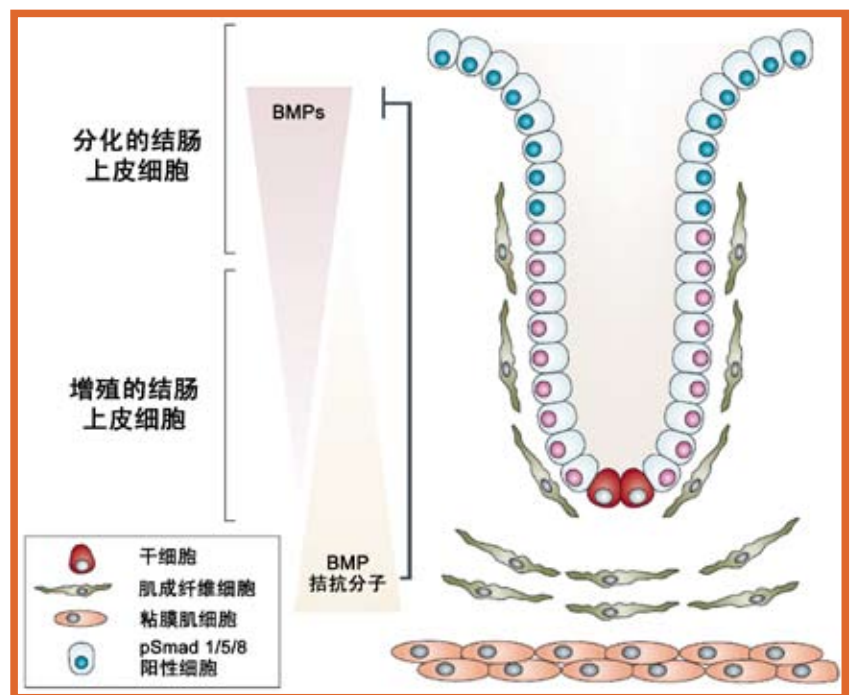 BMPs
分化的结肠
上皮细胞
增殖的结肠
上皮细胞
BMP
拮抗分子
干细胞
肌成纤维细胞
粘膜肌细胞
pSmad 1/5/8
阳性细胞